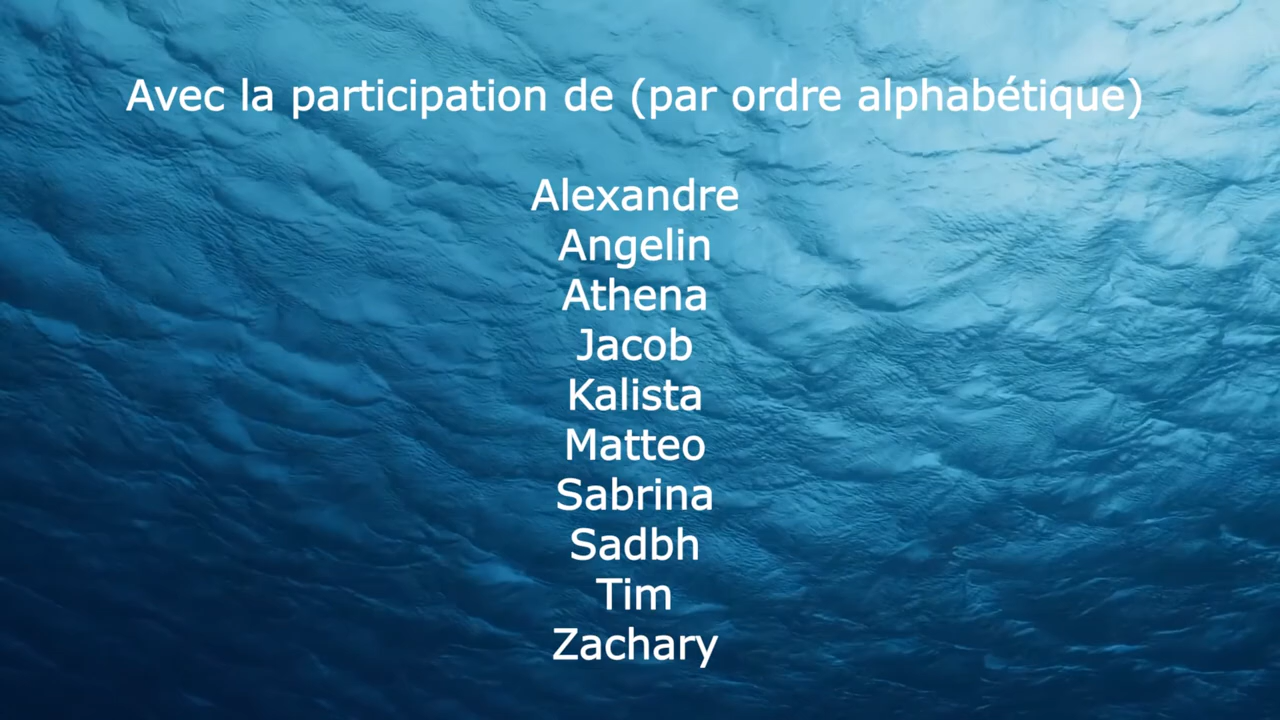 Avec la participation de (par ordre alphabétique)
Alexandre
Angelin
Athena
Jacob
Kalista
Matteo
Sabrina
Sadbh
Tim
Zachary